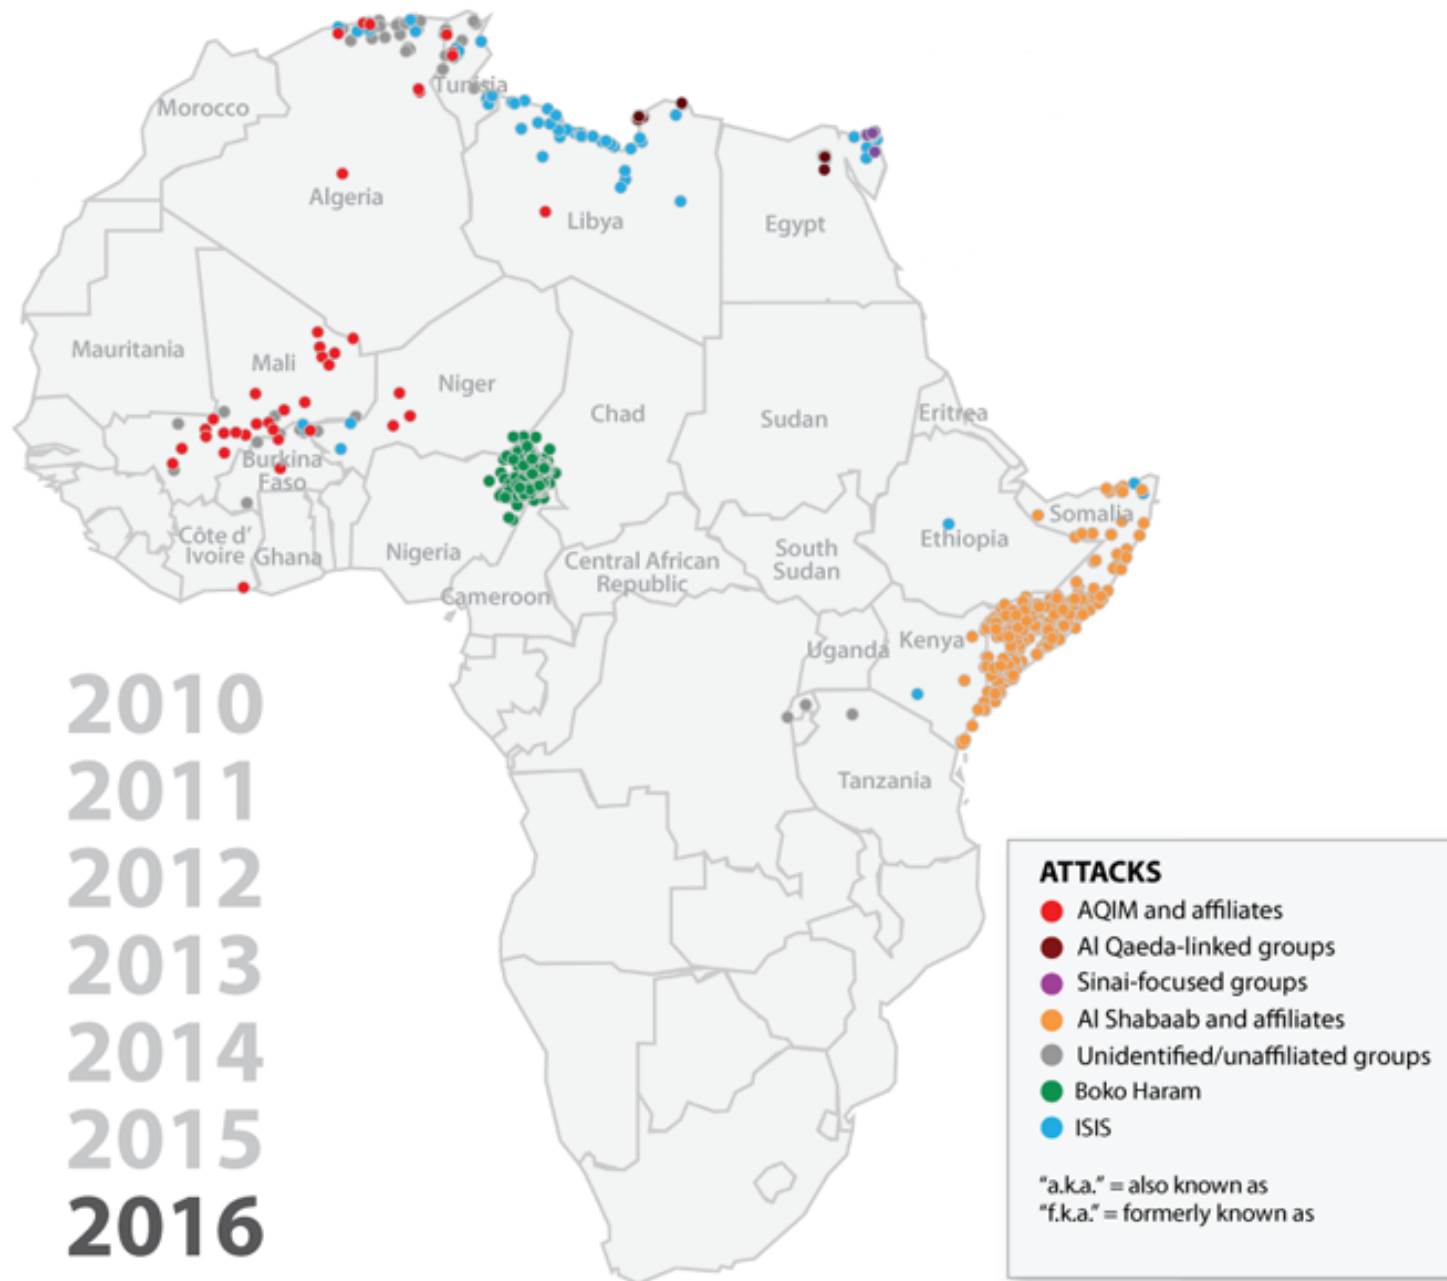 Tunisia
Morocco
Algeria
Libya
Egypt
Mauritania
Mali
Niger
Chad
Sudan
Eritrea
Burkina
Faso
Côte d'
Ivoire
Ghana
Nigeria
Cameroon
Central African
Republic
South
Sudan
Ethiopia
Somalia
Uganda
Kenya
Tanzania
2010
2011
2012
2013
2014
2015
2016
ATTACKS
AQIM and affiliates
Al Qaeda-linked groups
Sinai-focused groups
Al Shabaab and affiliates
Unidentified/unaffiliated groups
Boko Haram
ISIS
"a.k.a." = also known as
"f.k.a." = formerly known as